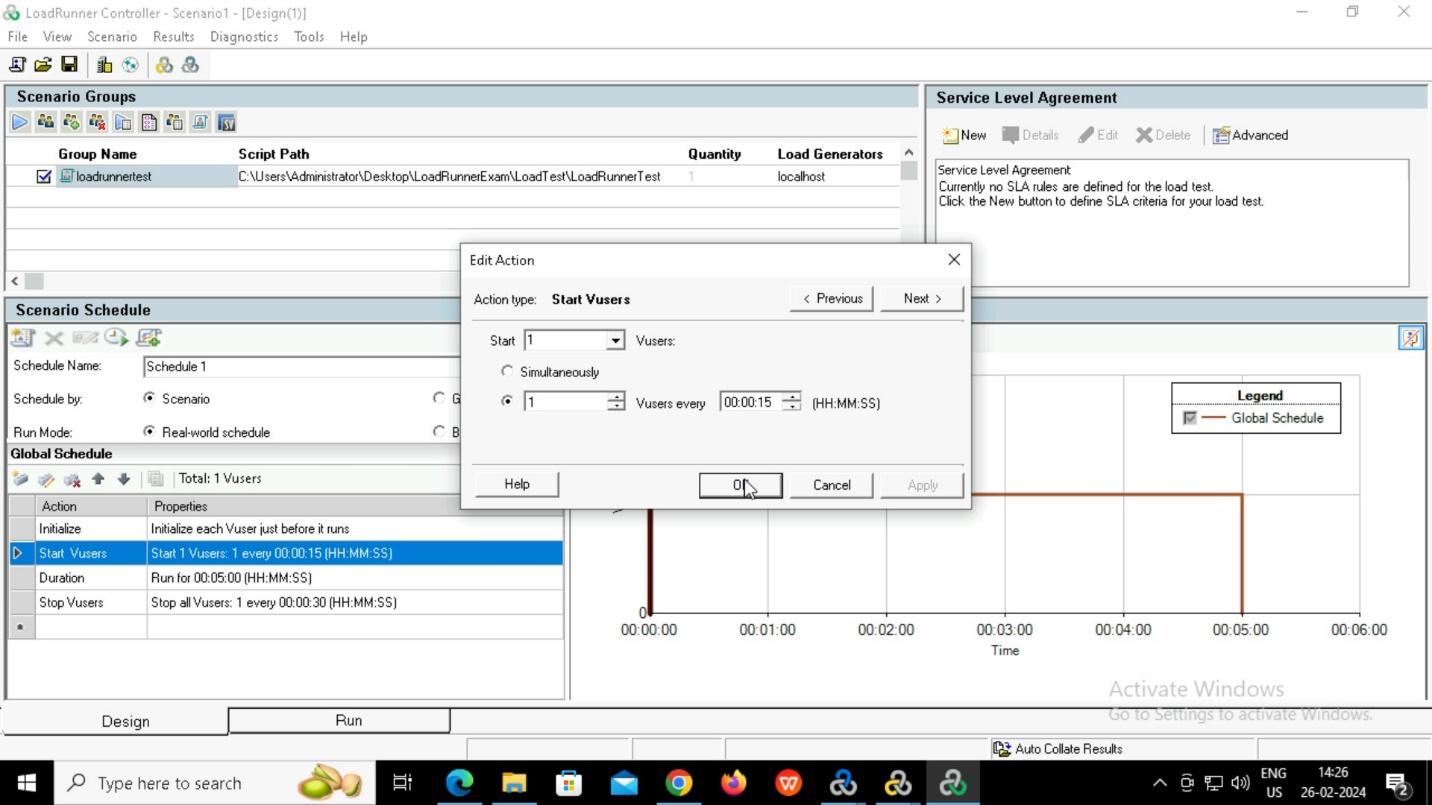 LoadRunner Controller - Scenario1 - [Design(1)]
File View Scenario Results Diagnostics Tools Help
Scenario Groups
Group Name Script Path Quantity Load Generators
loadrunnertest C:\Users\Administrator\Desktop\LoadRunnerExam\LoadTest\LoadRunnerTest 1 localhost
Service Level Agreement
New Details Edit Delete Advanced
Service Level Agreement
Currently no SLA rules are defined for the load test.
Click the New button to define SLA criteria for your load test.
Edit Action
Action type: Start Vusers < Previous Next >
Start 1 Vusers:
Simultaneously
1 Vusers every 00:00:15 (HH:MM:SS)
Help Cancel Apply
Scenario Schedule
Schedule Name: Schedule 1
Schedule by: Scenario G
Run Mode: Real-world schedule B
Global Schedule
Total: 1 Vusers
Action Properties
Initialize Initialize each Vuser just before it runs
Start Vusers Start 1 Vusers: 1 every 00:00:15 (HH:MM:SS)
Duration Run for 00:05:00 (HH:MM:SS)
Stop Vusers Stop all Vusers: 1 every 00:00:30 (HH:MM:SS)
Legend
Global Schedule
0
00:00:00 00:01:00 00:02:00 00:03:00 00:04:00 00:05:00 00:06:00
Time
Activate Windows
Go to Settings to activate Windows.
Design Run
Auto Collate Results
Type here to search
ENG
US
14:26
26-02-2024
2